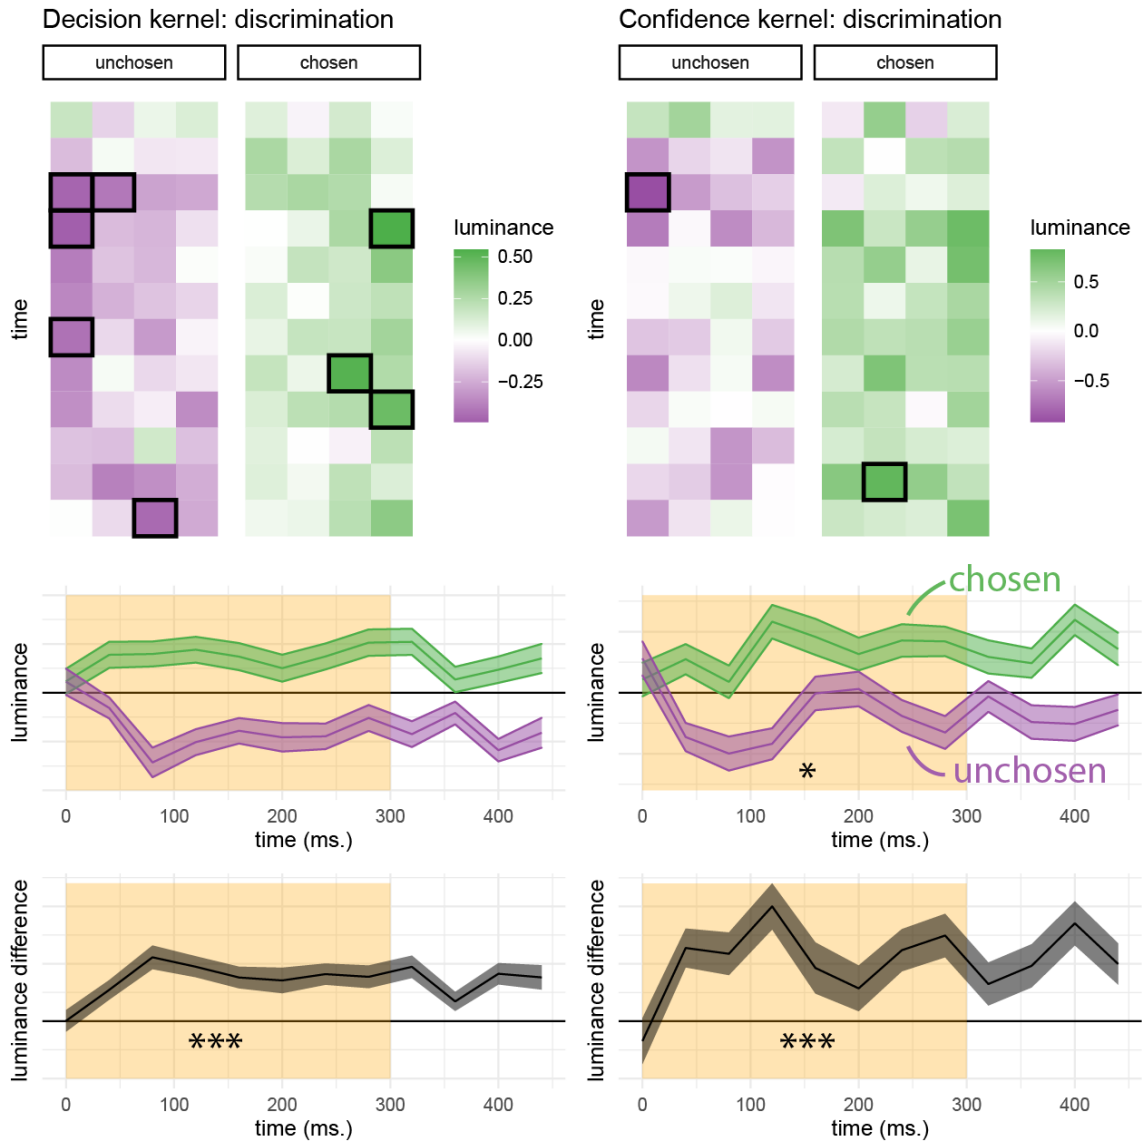 Decision kernel: discrimination
unchosen
chosen
time
luminance
0.50
0.25
0.00
−0.25
Confidence kernel: discrimination
unchosen
chosen
time
luminance
0.5
0.0
−0.5
luminance
0 100 200 300 400
time (ms.)
luminance
chosen
unchosen
*
0 100 200 300 400
time (ms.)
luminance difference
***
0 100 200 300 400
time (ms.)
luminance difference
***
0 100 200 300 400
time (ms.)